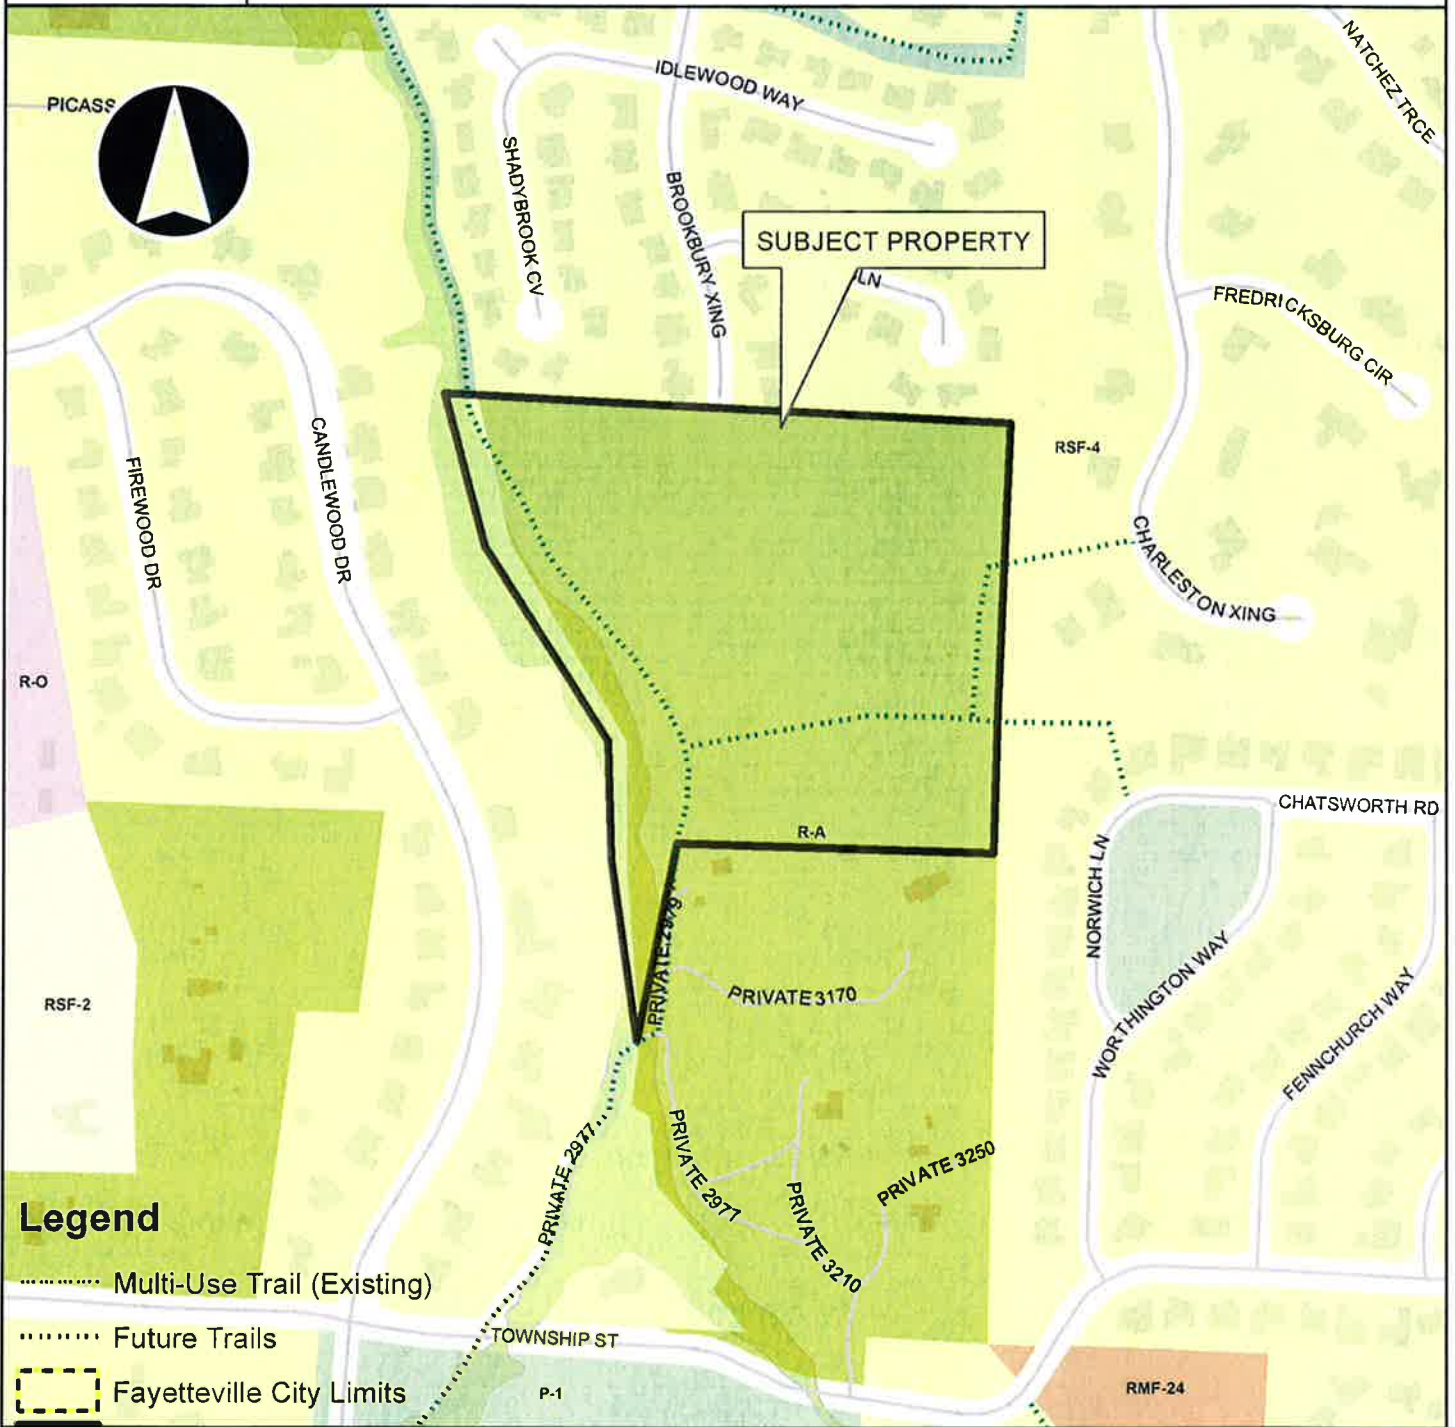 NATCHEZ TRCE
IDLEWOOD WAY
PICASS
SHADYBROOK CV
BROOKBURY XING
SUBJECT PROPERTY
LN
FREDRICKSBURG CIR
RSF-4
CANDLEWOOD DR
FIREWOOD DR
CHARLESTON XING
R-O
CHATSWORTH RD
R-A
NORWICH LN
PRIVATE 2979
WORTHINGTON WAY
PRIVATE 3170
RSF-2
FENNCHURCH WAY
PRIVATE 2977
PRIVATE 2977
PRIVATE 3250
PRIVATE 3210
Legend
Multi-Use Trail (Existing)
Future Trails
TOWNSHIP ST
Fayetteville City Limits
P-1
RMF-24